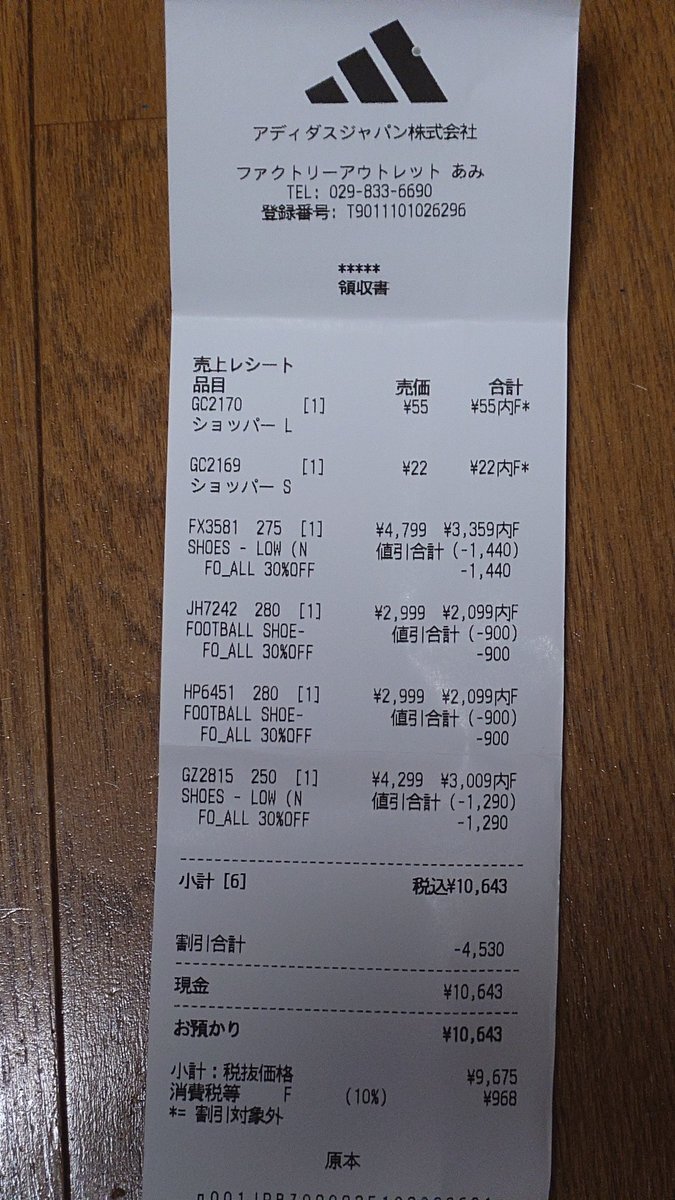 アディダスジャパン株式会社
ファクトリーアウトレット あみ
TEL: 029-833-6690
登録番号: T9011101026296
*****
領収書
売上レシート
品目 売価 合計
GC2170 [1] ¥55 ¥55内F*
ショッパー L
GC2169 [1] ¥22 ¥22内F*
ショッパー S
FX3581 275 [1] ¥4,799 ¥3,359内F
SHOES - LOW (N 値引合計 (-1,440)
FO_ALL 30%OFF -1,440
JH7242 280 [1] ¥2,999 ¥2,099内F
FOOTBALL SHOE- 値引合計 (-900)
FO_ALL 30%OFF -900
HP6451 280 [1] ¥2,999 ¥2,099内F
FOOTBALL SHOE- 値引合計 (-900)
FO_ALL 30%OFF -900
GZ2815 250 [1] ¥4,299 ¥3,009内F
SHOES - LOW (N 値引合計 (-1,290)
FO_ALL 30%OFF -1,290
小計 [6] 税込¥10,643
割引合計 -4,530
現金 ¥10,643
お預かり ¥10,643
小計：税抜価格 ¥9,675
消費税等 F (10%) ¥968
*= 割引対象外
原本